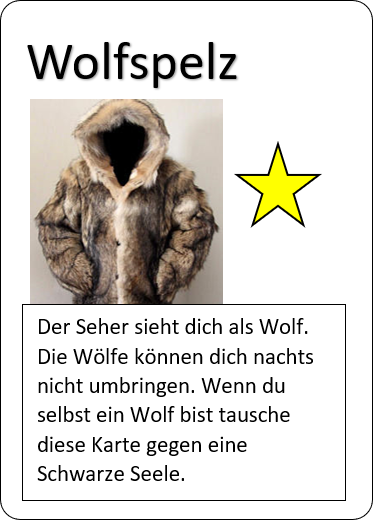 Wolfspelz
Der Seher sieht dich als Wolf.
Die Wölfe können dich nachts
nicht umbringen. Wenn du
selbst ein Wolf bist tausche
diese Karte gegen eine
Schwarze Seele.